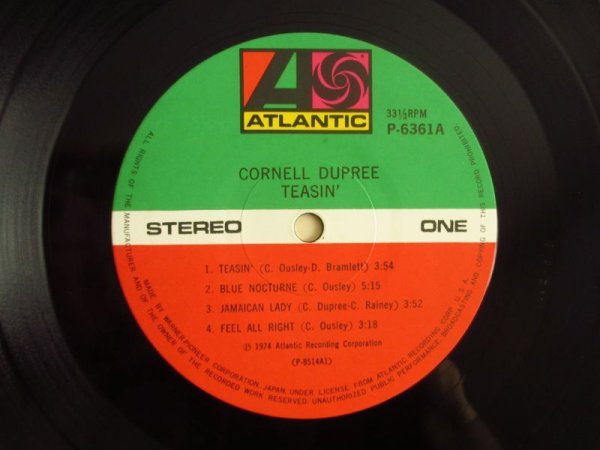 ATLANTIC
33⅓RPM
P-6361A
CORNELL DUPREE
TEASIN'
STEREO
ONE
1. TEASIN' (C. Ousley-D. Bramlett) 3:54
2. BLUE NOCTURNE (C. Ousley) 5:15
3. JAMAICAN LADY (C. Dupree-C. Rainey) 3:52
4. FEEL ALL RIGHT (C. Ousley) 3:18
℗ 1974 Atlantic Recording Corporation
(P-8514A1)
MADE BY WARNER-PIONEER CORPORATION, JAPAN, UNDER LICENSE FROM ATLANTIC RECORDING CORP., U.S.A.
ALL RIGHTS OF THE MANUFACTURER AND OF THE OWNER OF THE RECORDED WORK RESERVED. UNAUTHORIZED PUBLIC PERFORMANCE, BROADCASTING AND COPYING OF THIS RECORD PROHIBITED.